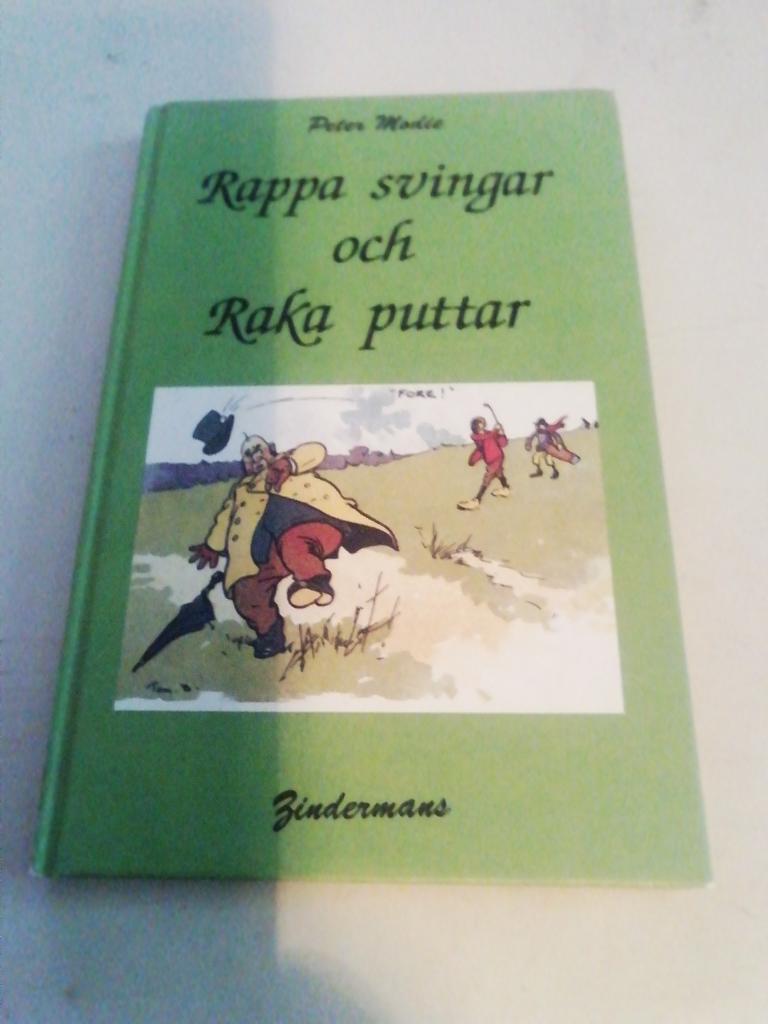 Peter Modie
Rappa svingar
och
Raka puttar
"FORE!"
Zindermans